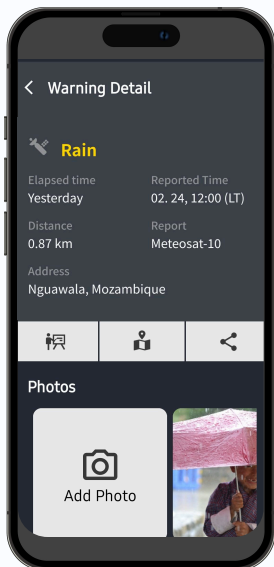 Warning Detail
Rain
Elapsed time
Reported Time
Yesterday
02. 24, 12:00 (LT)
Distance
Report
0.87 km
Meteosat-10
Address
Nguawala, Mozambique
Photos
Add Photo